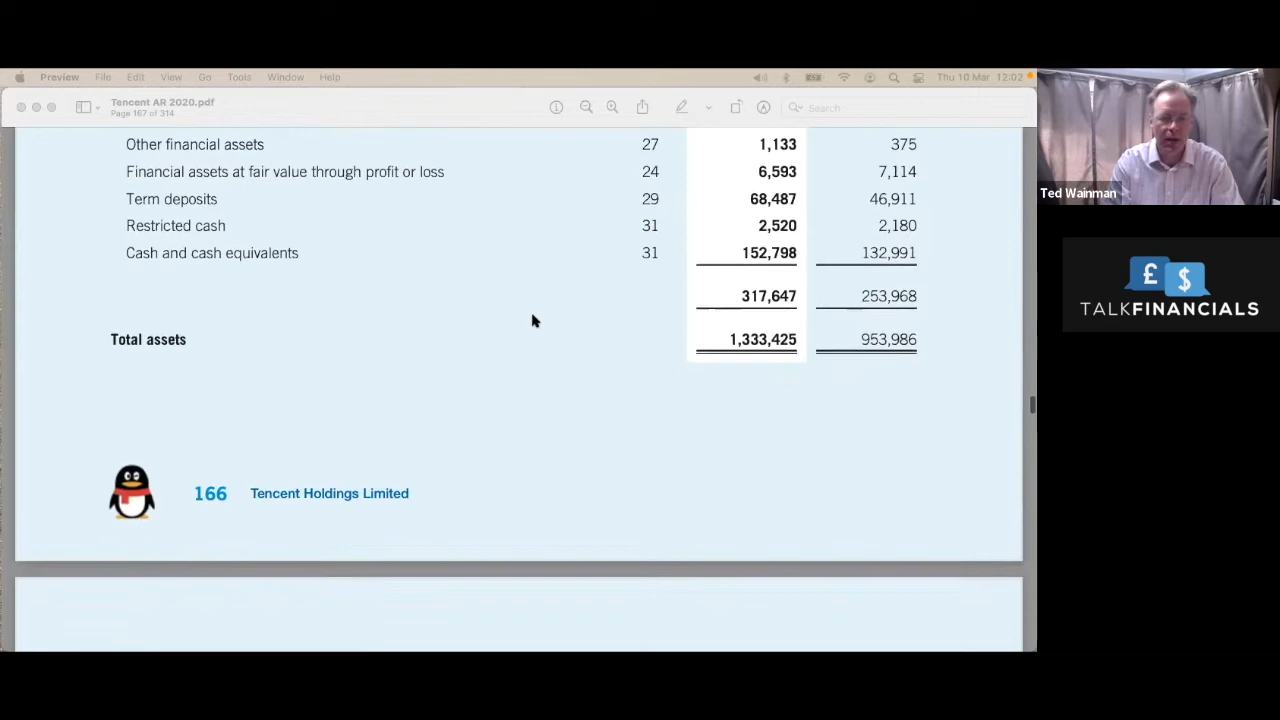 Preview File Edit View Go Tools Window Help Thu 10 Mar 12:02
Tencent AR 2020.pdf
Page 167 of 314
Search
Other financial assets 27 1,133 375
Financial assets at fair value through profit or loss 24 6,593 7,114
Term deposits 29 68,487 46,911
Restricted cash 31 2,520 2,180
Cash and cash equivalents 31 152,798 132,991
317,647 253,968
Total assets 1,333,425 953,986
166 Tencent Holdings Limited
Ted Wainman
£ $
TALKFINANCIALS